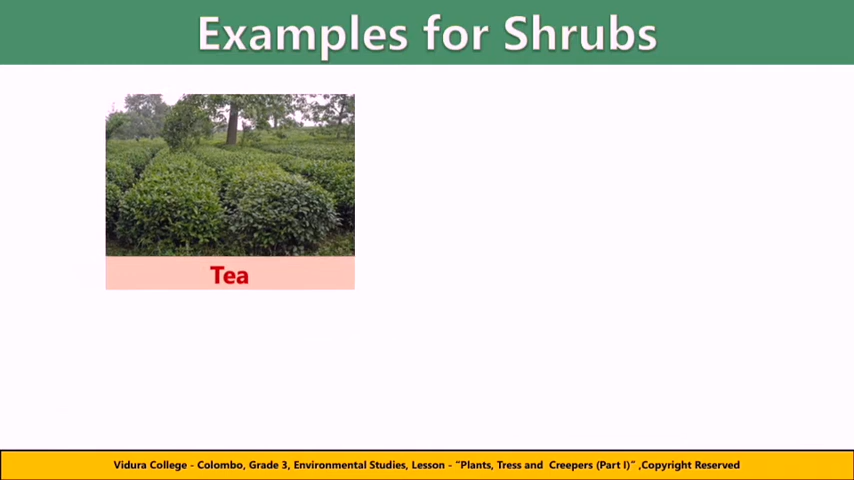 Examples for Shrubs
Tea
Vidura College - Colombo, Grade 3, Environmental Studies, Lesson - "Plants, Tress and Creepers (Part I)" ,Copyright Reserved